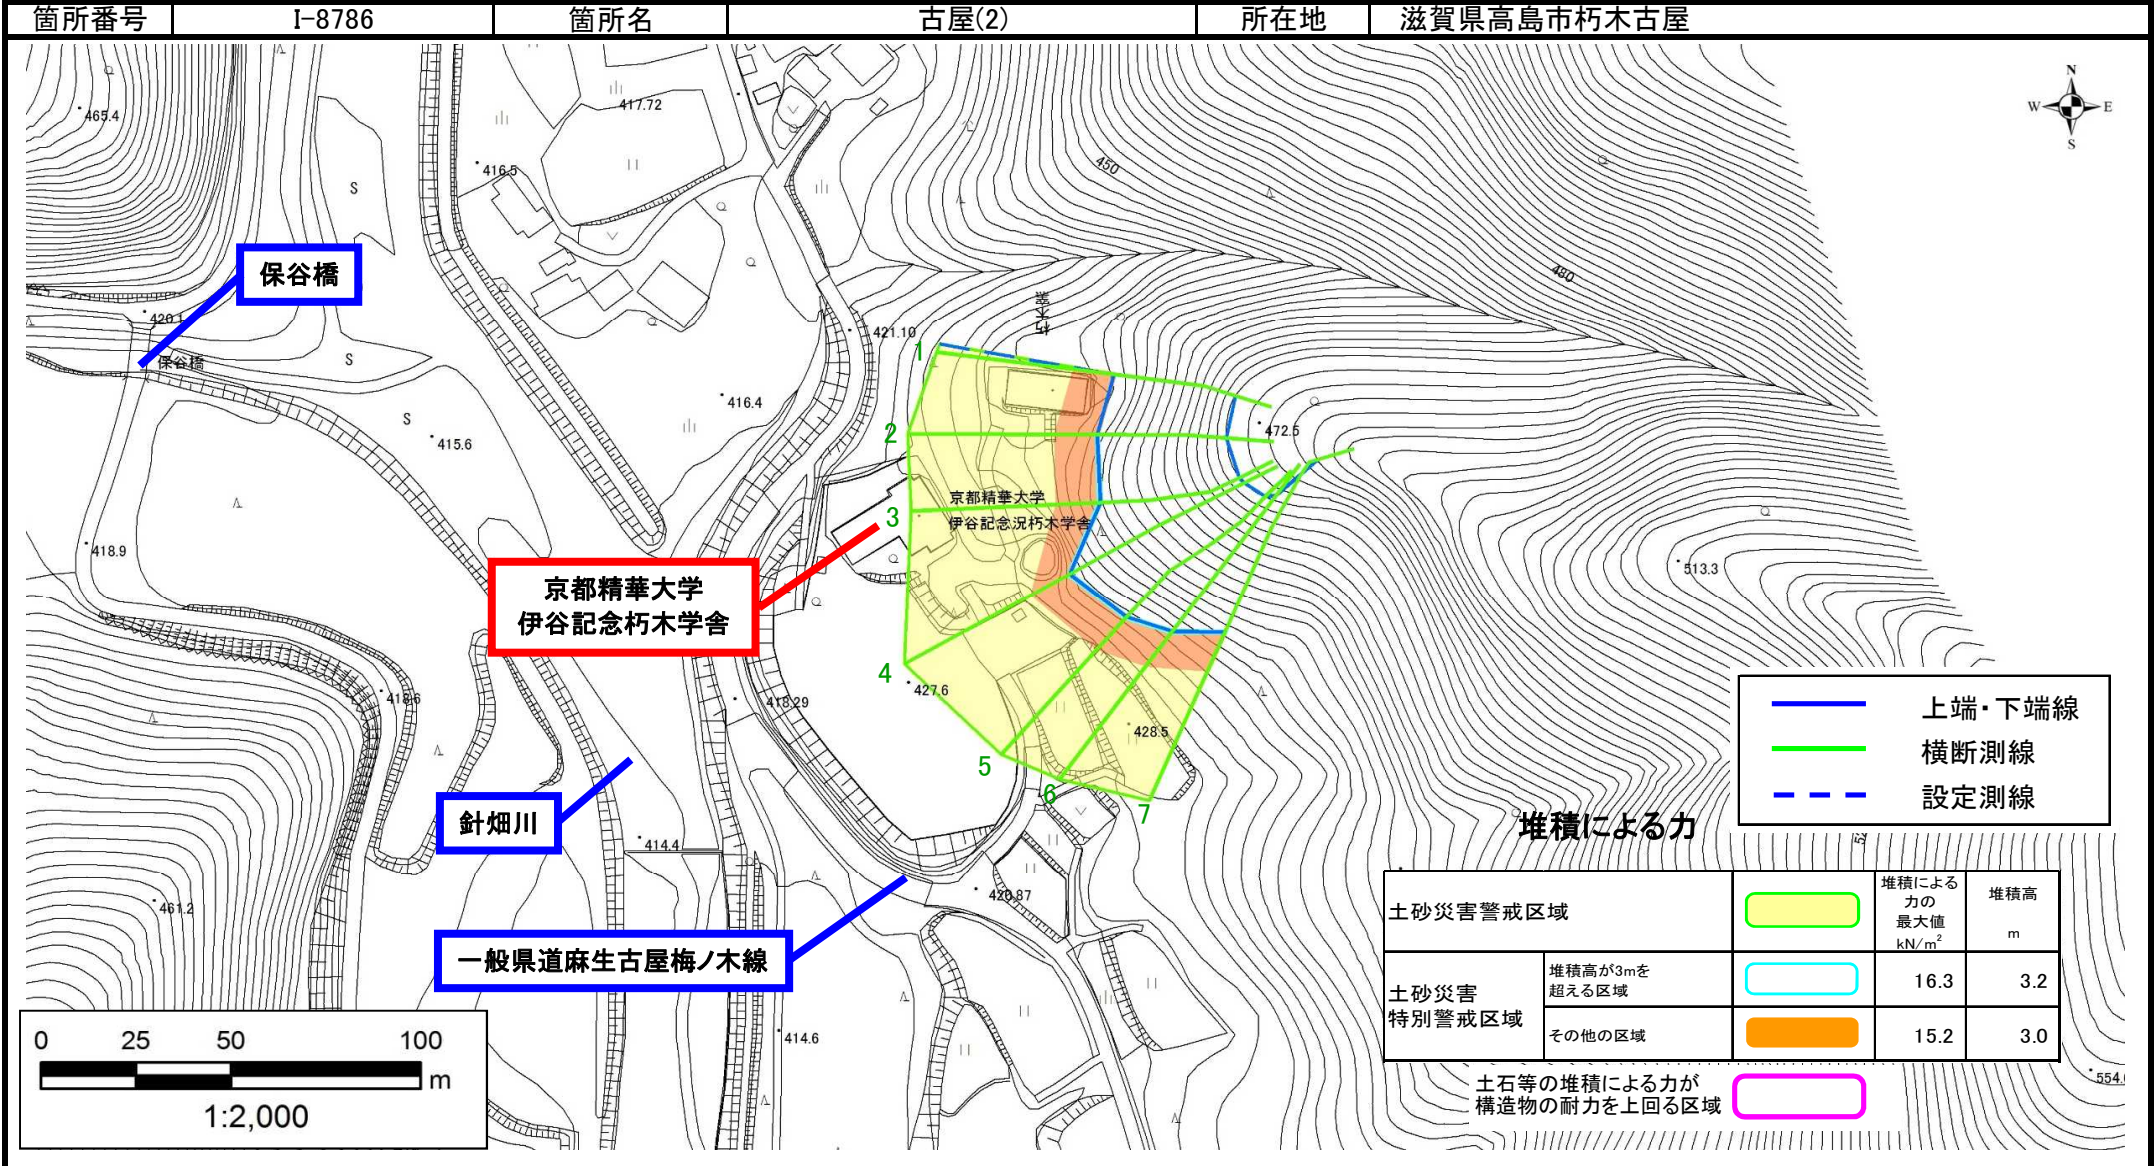 箇所番号 I-8786 箇所名 古屋(2) 所在地 滋賀県高島市朽木古屋
N
W E
S
465.4
417.72
416.5
450
480
S
保谷橋
420.1
保谷橋
S
421.10
朽木窯
S
416.4
415.6
472.5
1
2
3
4
5
6
7
京都精華大学
伊谷記念況朽木学舎
418.9
513.3
京都精華大学
伊谷記念朽木学舎
418.6
418.29
427.6
428.5
針畑川
414.4
420.87
461.2
一般県道麻生古屋梅ノ木線
414.6
上端・下端線
横断測線
設定測線
堆積による力
堆積による
力の
最大値
kN/m²
堆積高
m
土砂災害警戒区域
土砂災害
特別警戒区域
堆積高が3mを
超える区域
16.3 3.2
その他の区域
15.2 3.0
土石等の堆積による力が
構造物の耐力を上回る区域
0 25 50 100
m
1:2,000